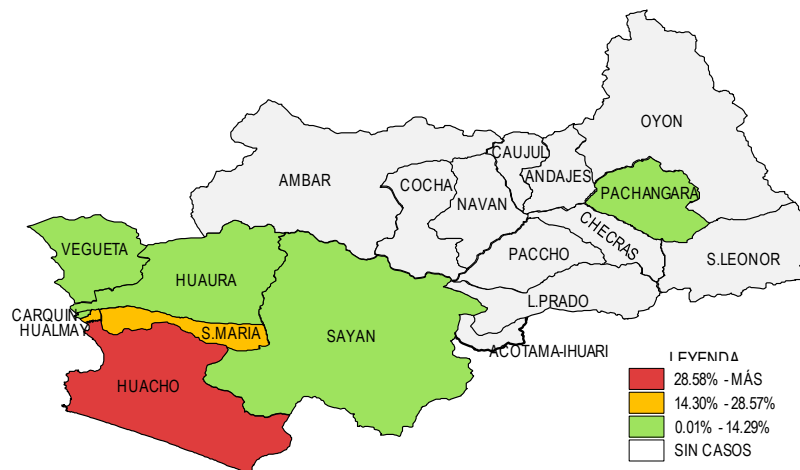 OYON
CAUJUL
ANDAJES
AMBAR
COCHA
NAVAN
PACHANGARA
CHECRAS
VEGUETA
HUAURA
PACCHO
S.LEONOR
L.PRADO
CARQUIN
HUALMAY
S.MARIA
SAYAN
ACOTAMA-IHUARI
HUACHO
LEYENDA
28.58% - MÁS
14.30% - 28.57%
0.01% - 14.29%
SIN CASOS